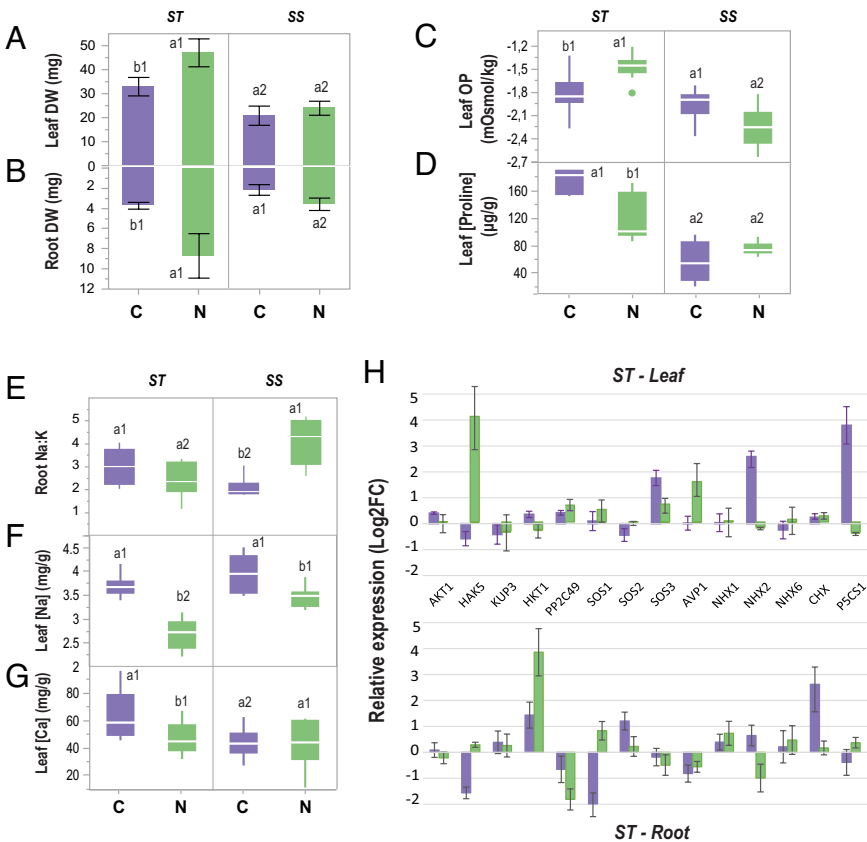 ST SS
A
Leaf DW (mg)
50
40
30
20
10
0
b1 a1 a2 a2
B
Root DW (mg)
2
4
6
8
10
12
b1 a1 a1 a2
C N C N
ST SS
C
Leaf OP
(mOsmol/kg)
-1,2
-1,5
-1,8
-2,1
-2,4
-2,7
b1 a1 a1 a2
D
Leaf [Proline]
(µg/g)
160
120
80
40
a1 b1 a2 a2
C N C N
ST SS
E
Root Na:K
5
4
3
2
1
a1 a2 b2 a1
F
Leaf [Na] (mg/g)
4.5
4
3.5
3
2.5
2
a1 b2 a1 b1
G
Leaf [Ca] (mg/g)
80
60
40
20
a1 b1 a2 a1
C N C N
H
ST - Leaf
Relative expression (Log2FC)
5
4
3
2
1
0
-1
AKT1 HAK5 KUP3 HKT1 PP2C49 SOS1 SOS2 SOS3 AVP1 NHX1 NHX2 NHX6 CHX P5CS1
5
4
3
2
1
0
-1
-2
ST - Root